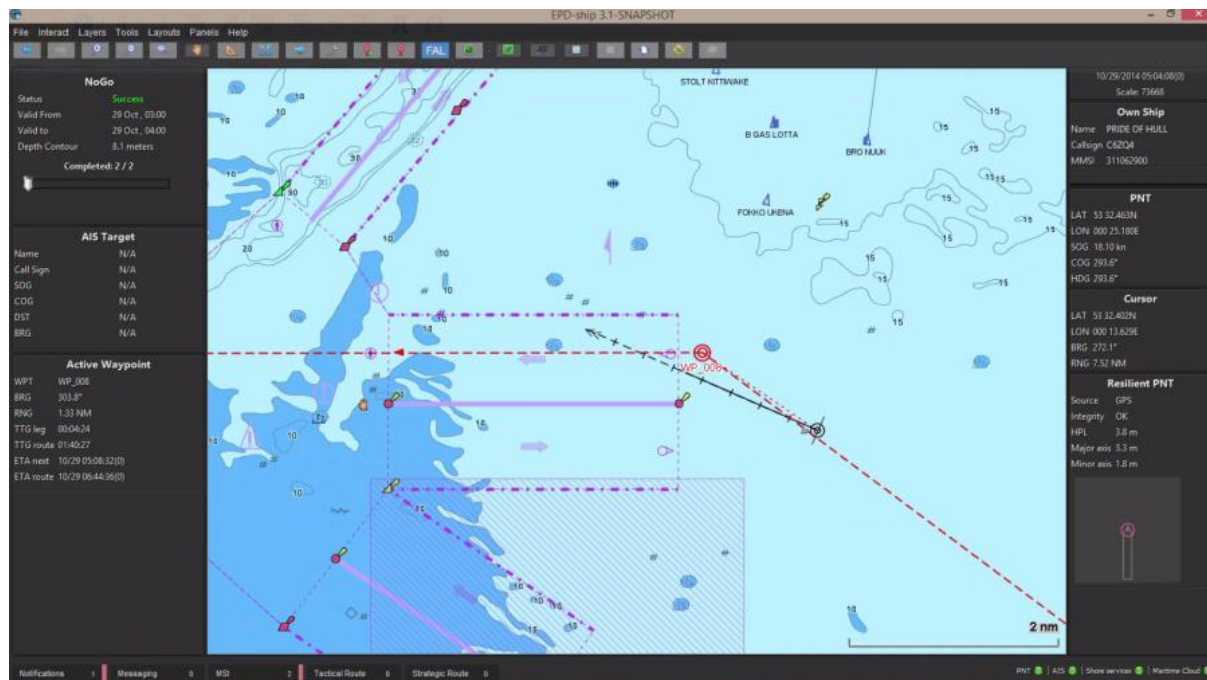 EPD-ship 3.1-SNAPSHOT
File Interact Layers Tools Layouts Panels Help
FAL
NoGo
Status Success
Valid From 29 Oct , 03:00
Valid to 29 Oct , 04:00
Depth Contour 8.1 meters
Completed: 2 / 2
AIS Target
Name N/A
Call Sign N/A
SOG N/A
COG N/A
DST N/A
BRG N/A
Active Waypoint
WPT WP_008
BRG 303.8°
RNG 1.33 NM
TTG leg 00:04:24
TTG route 01:40:27
ETA next 10/29 05:08:32(0)
ETA route 10/29 06:44:36(0)
STOLT KITTIWAKE
B GAS LOTTA
BRO NUUK
FOKKO UKENA
WP_008
2 nm
10/29/2014 05:04:08(0)
Scale: 73668
Own Ship
Name PRIDE OF HULL
Callsign C6ZQ4
MMSI 311062900
PNT
LAT 53 32.463N
LON 000 25.180E
SOG 18.10 kn
COG 293.6°
HDG 293.6°
Cursor
LAT 53 32.402N
LON 000 13.629E
BRG 272.1°
RNG 7.52 NM
Resilient PNT
Source GPS
Integrity OK
HPL 3.8 m
Major axis 3.3 m
Minor axis 1.8 m
Notifications 1 Messaging 0 MSI 2 Tactical Route 0 Strategic Route 0
PNT | AIS | Shore services | Maritime Cloud